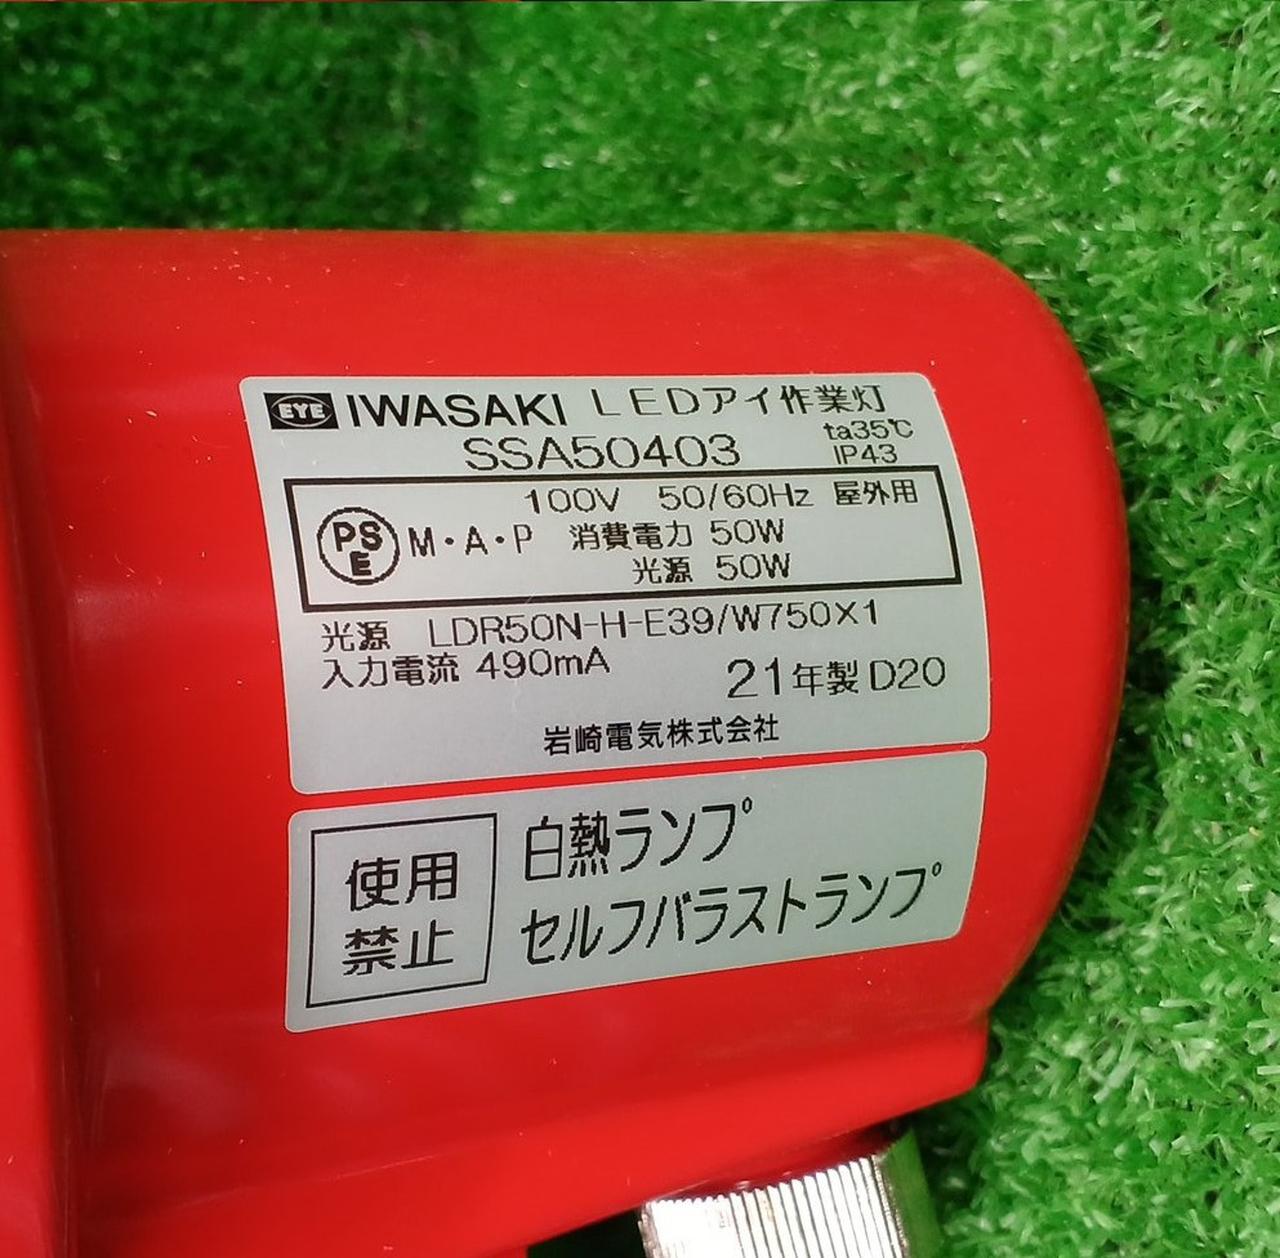 EYE IWASAKI LEDアイ作業灯
SSA50403 ta35℃
IP43
100V 50/60Hz 屋外用
PSE M・A・P 消費電力 50W
光源 50W
光源 LDR50N-H-E39/W750X1
入力電流 490mA
21年製 D20
岩崎電気株式会社
使用禁止
白熱ランプ
セルフバラストランプ